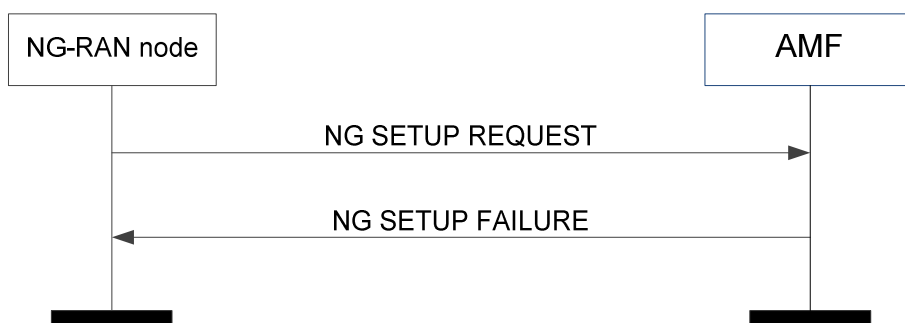 NG-RAN node
AMF
NG SETUP REQUEST
NG SETUP FAILURE